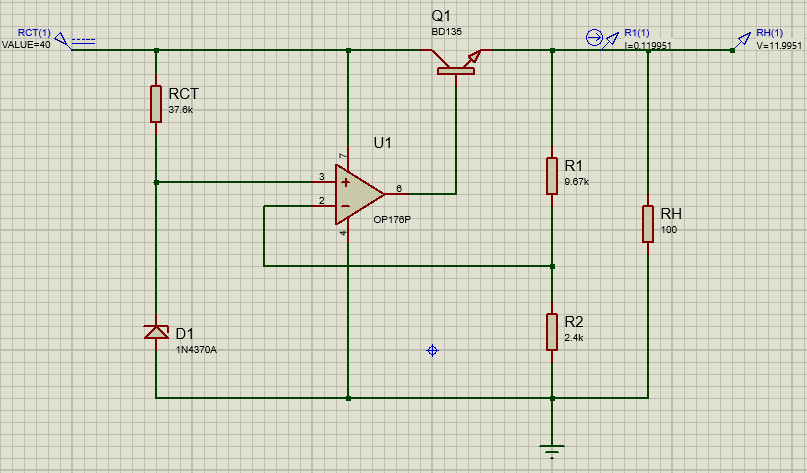 Q1
BD135
RCT(1)
VALUE=40
R1(1)
I=0.119951
RH(1)
V=11.9951
RCT
37.6k
U1
7
3
2
6
4
OP176P
R1
9.67k
RH
100
D1
1N4370A
R2
2.4k